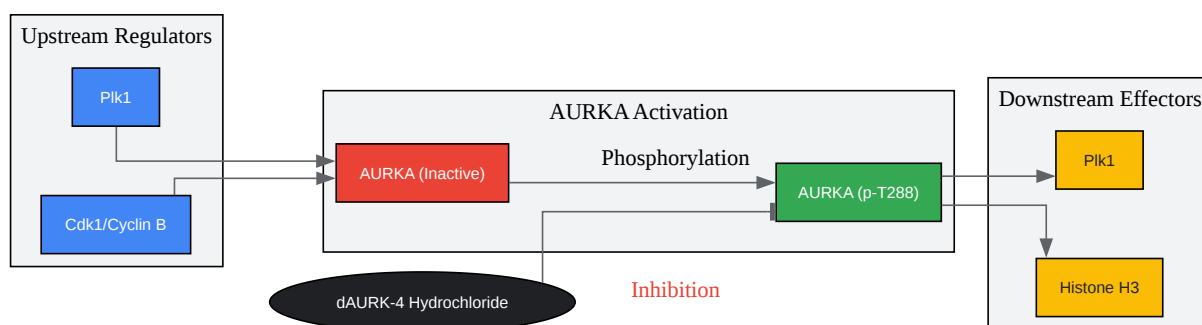 Upstream Regulators
Plk1
Cdk1/Cyclin B
AURKA Activation
AURKA (Inactive)
Phosphorylation
AURKA (p-T288)
dAURK-4 Hydrochloride
Inhibition
Downstream Effectors
Plk1
Histone H3